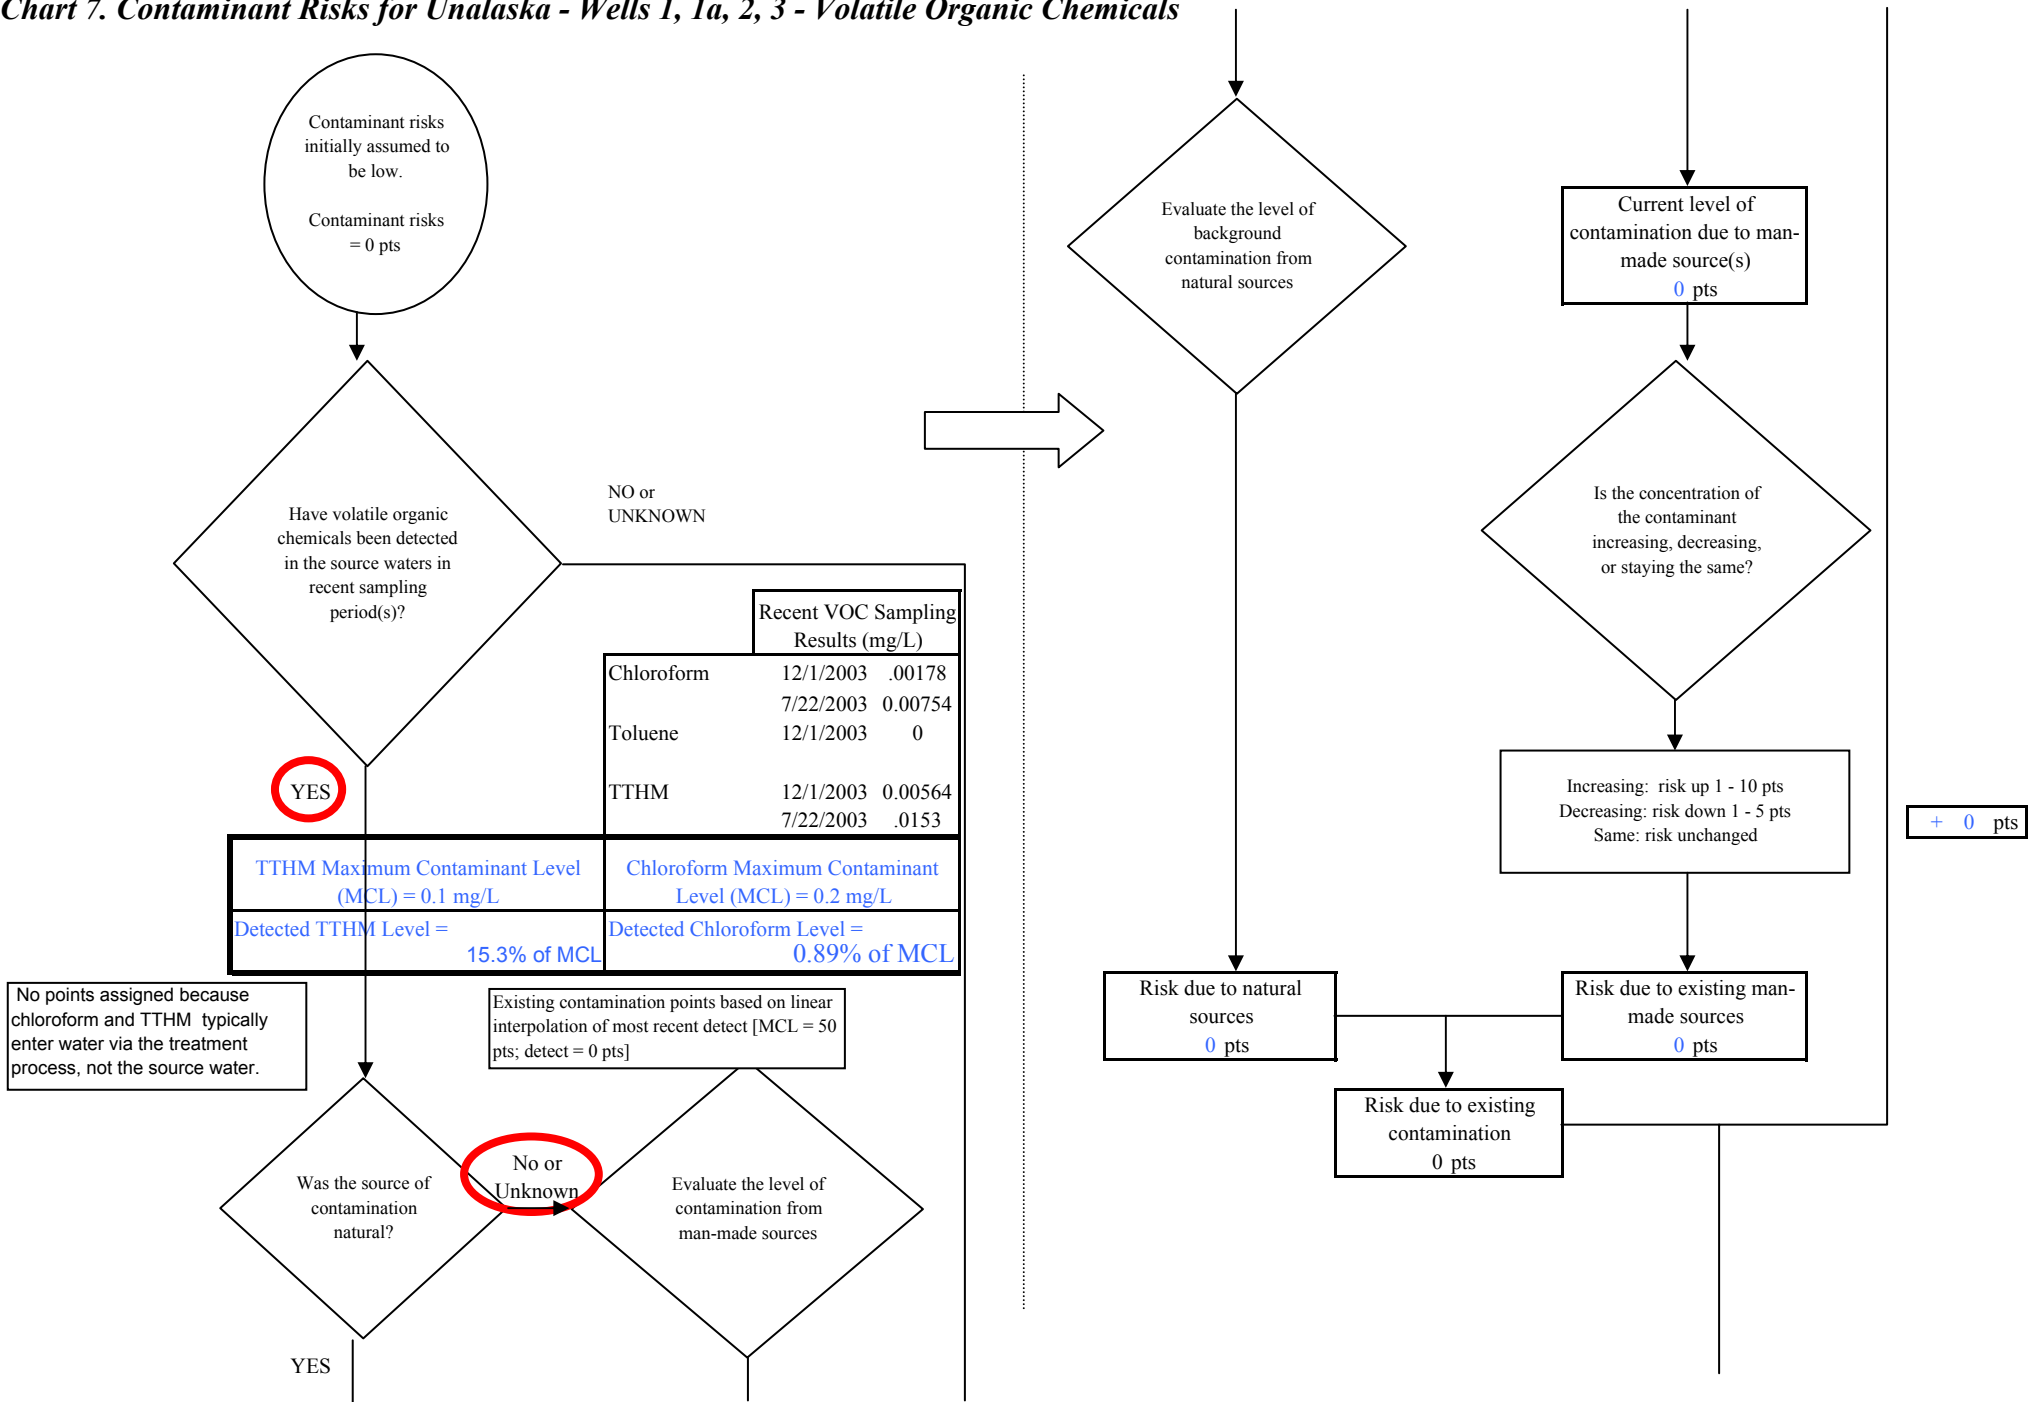 Chart 7. Contaminant Risks for Unalaska - Wells 1, 1a, 2, 3 - Volatile Organic Chemicals
Contaminant risks
initially assumed to
be low.
Contaminant risks
= 0 pts
Have volatile organic
chemicals been detected
in the source waters in
recent sampling
period(s)?
NO or
UNKNOWN
YES
Recent VOC Sampling
Results (mg/L)
Chloroform 12/1/2003 .00178
7/22/2003 0.00754
Toluene 12/1/2003 0
TTHM 12/1/2003 0.00564
7/22/2003 .0153
TTHM Maximum Contaminant Level
(MCL) = 0.1 mg/L
Chloroform Maximum Contaminant
Level (MCL) = 0.2 mg/L
Detected TTHM Level =
15.3% of MCL
Detected Chloroform Level =
0.89% of MCL
No points assigned because
chloroform and TTHM typically
enter water via the treatment
process, not the source water.
Existing contamination points based on linear
interpolation of most recent detect [MCL = 50
pts; detect = 0 pts]
Was the source of
contamination
natural?
No or
Unknown
Evaluate the level of
contamination from
man-made sources
YES
Evaluate the level of
background
contamination from
natural sources
Current level of
contamination due to man-
made source(s)
0 pts
Is the concentration of
the contaminant
increasing, decreasing,
or staying the same?
Increasing: risk up 1 - 10 pts
Decreasing: risk down 1 - 5 pts
Same: risk unchanged
+ 0 pts
Risk due to natural
sources
0 pts
Risk due to existing man-
made sources
0 pts
Risk due to existing
contamination
0 pts